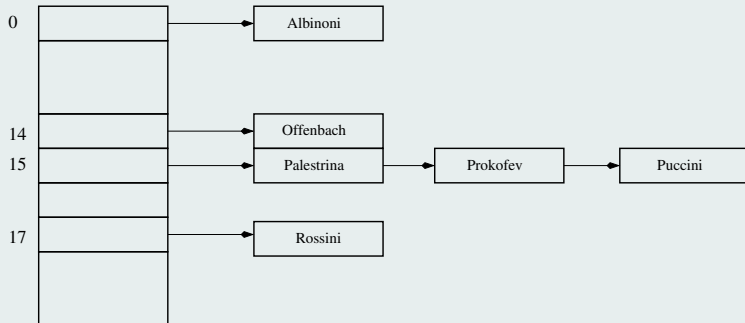 0 Albinoni
14 Offenbach
15 Palestrina Prokofev Puccini
17 Rossini